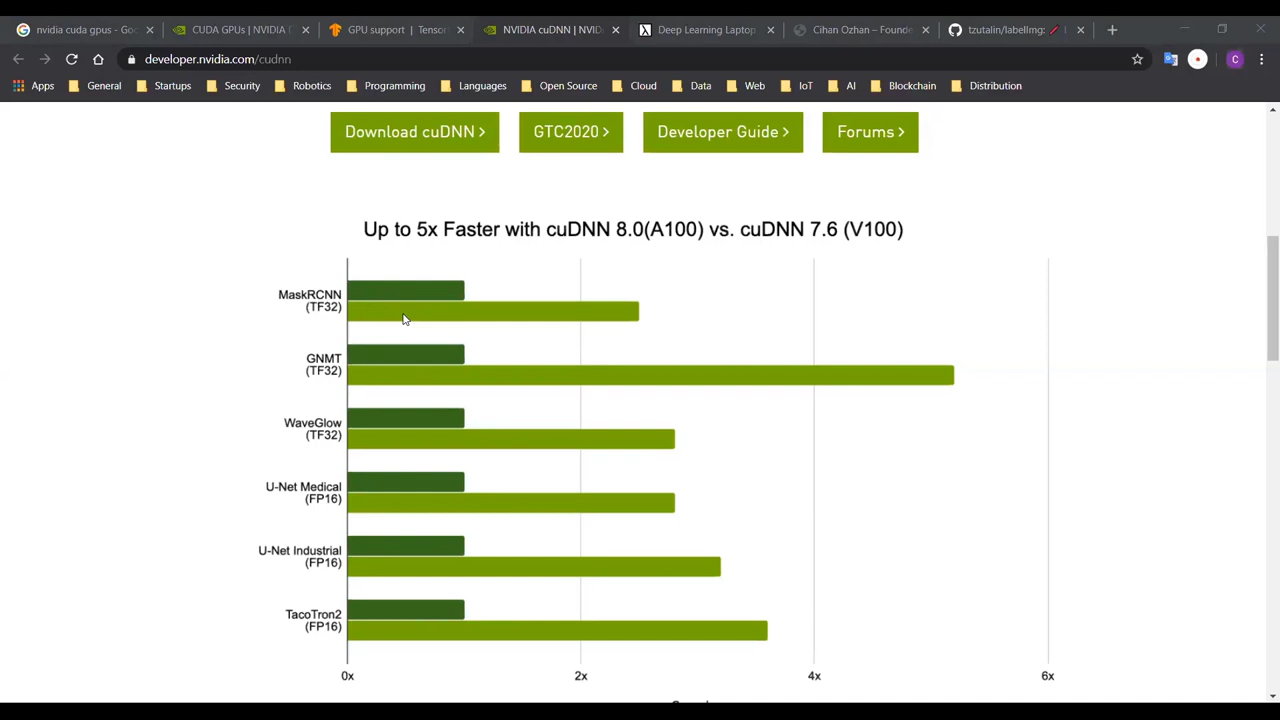 nvidia cuda gpus - Goo
CUDA GPUs | NVIDIA
GPU support | Tensor
NVIDIA cuDNN | NVID
Deep Learning Laptop
Cihan Ozhan – Founde
tzutalin/labelImg:
developer.nvidia.com/cudnn
C
Apps
General
Startups
Security
Robotics
Programming
Languages
Open Source
Cloud
Data
Web
IoT
AI
Blockchain
Distribution
Download cuDNN >
GTC2020 >
Developer Guide >
Forums >
Up to 5x Faster with cuDNN 8.0(A100) vs. cuDNN 7.6 (V100)
MaskRCNN
(TF32)
GNMT
(TF32)
WaveGlow
(TF32)
U-Net Medical
(FP16)
U-Net Industrial
(FP16)
TacoTron2
(FP16)
0x
2x
4x
6x